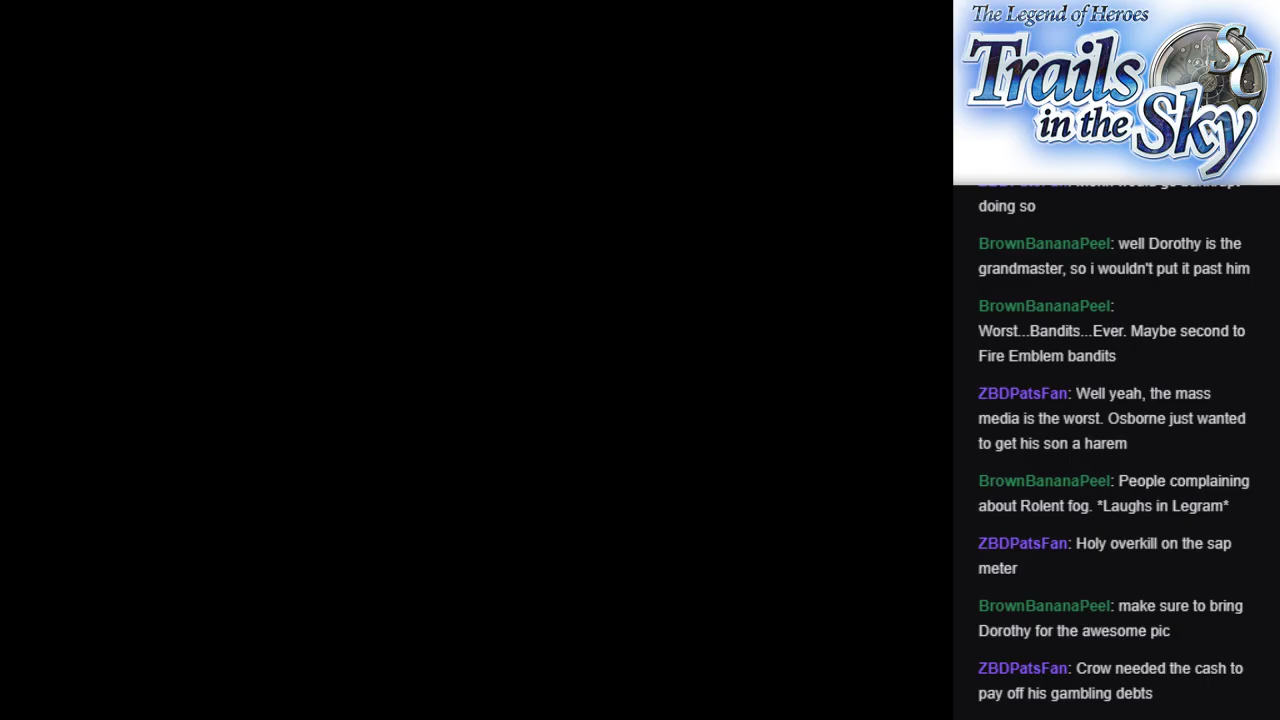 The Legend of Heroes
Trails
in the Sky
SC
doing so
BrownBananaPeel: well Dorothy is the
grandmaster, so i wouldn't put it past him
BrownBananaPeel:
Worst...Bandits...Ever. Maybe second to
Fire Emblem bandits
ZBDPatsFan: Well yeah, the mass
media is the worst. Osborne just wanted
to get his son a harem
BrownBananaPeel: People complaining
about Rolent fog. *Laughs in Legram*
ZBDPatsFan: Holy overkill on the sap
meter
BrownBananaPeel: make sure to bring
Dorothy for the awesome pic
ZBDPatsFan: Crow needed the cash to
pay off his gambling debts